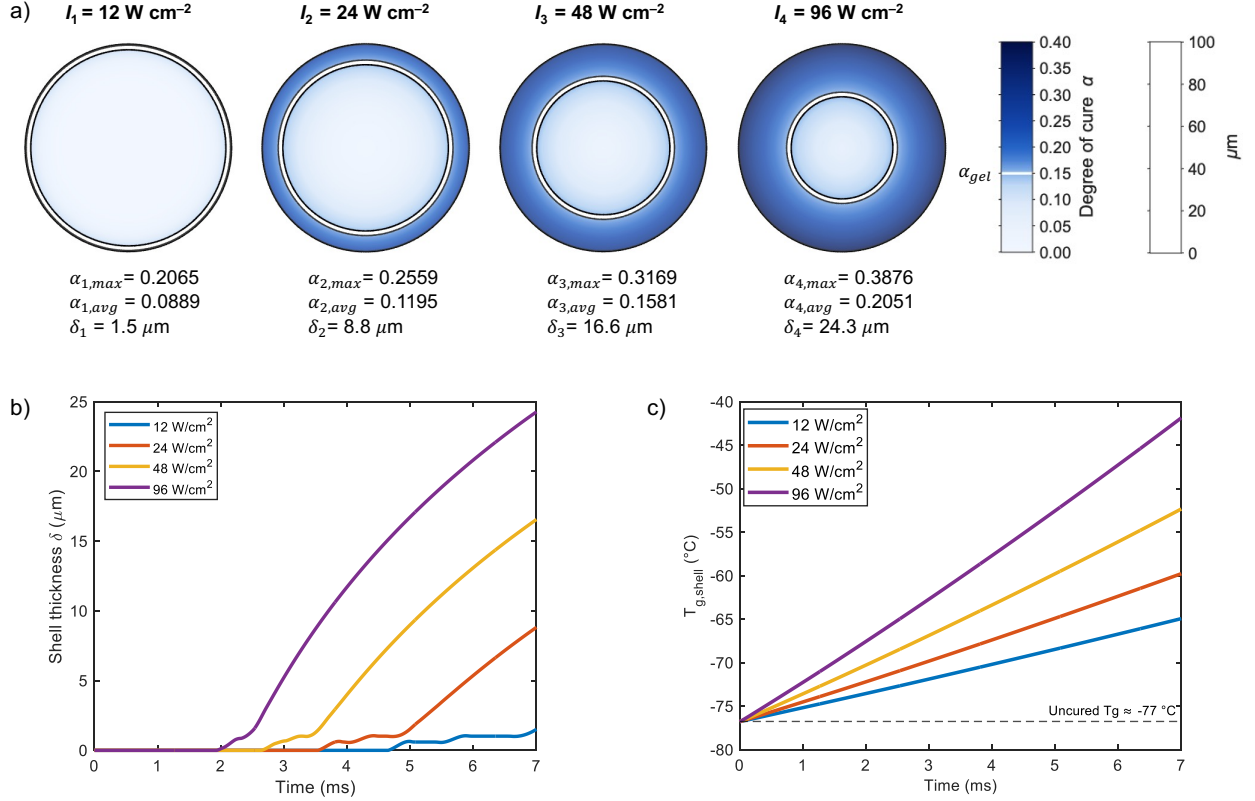 a)
I₁ = 12 W cm⁻²
I₂ = 24 W cm⁻²
I₃ = 48 W cm⁻²
I₄ = 96 W cm⁻²
α₁,max= 0.2065
α₁,avg = 0.0889
δ₁ = 1.5 μm
α₂,max= 0.2559
α₂,avg = 0.1195
δ₂= 8.8 μm
α₃,max= 0.3169
α₃,avg = 0.1581
δ₃= 16.6 μm
α₄,max= 0.3876
α₄,avg = 0.2051
δ₄= 24.3 μm
0.40
0.35
0.30
0.25
0.20
0.15
0.10
0.05
0.00
αgel
Degree of cure α
100
80
60
40
20
0
μm
b)
25
20
15
10
5
0
Shell thickness δ (μm)
12 W/cm²
24 W/cm²
48 W/cm²
96 W/cm²
0 1 2 3 4 5 6 7
Time (ms)
c)
-40
-45
-50
-55
-60
-65
-70
-75
-80
Tg,shell (°C)
12 W/cm²
24 W/cm²
48 W/cm²
96 W/cm²
Uncured Tg ≈ -77 °C
0 1 2 3 4 5 6 7
Time (ms)